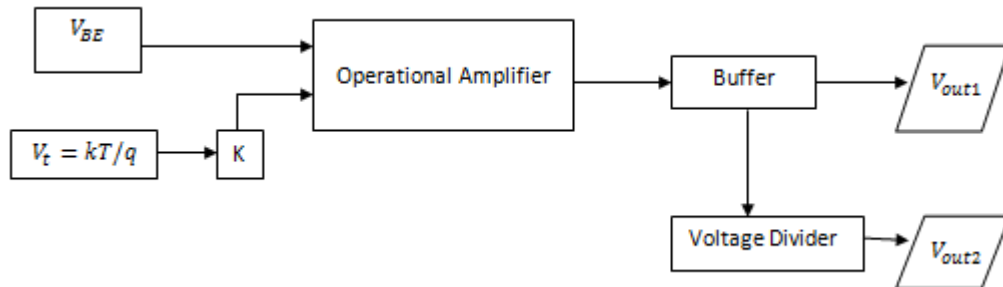 V_BE
Operational Amplifier
Buffer
V_out1
V_t = kT/q
K
Voltage Divider
V_out2